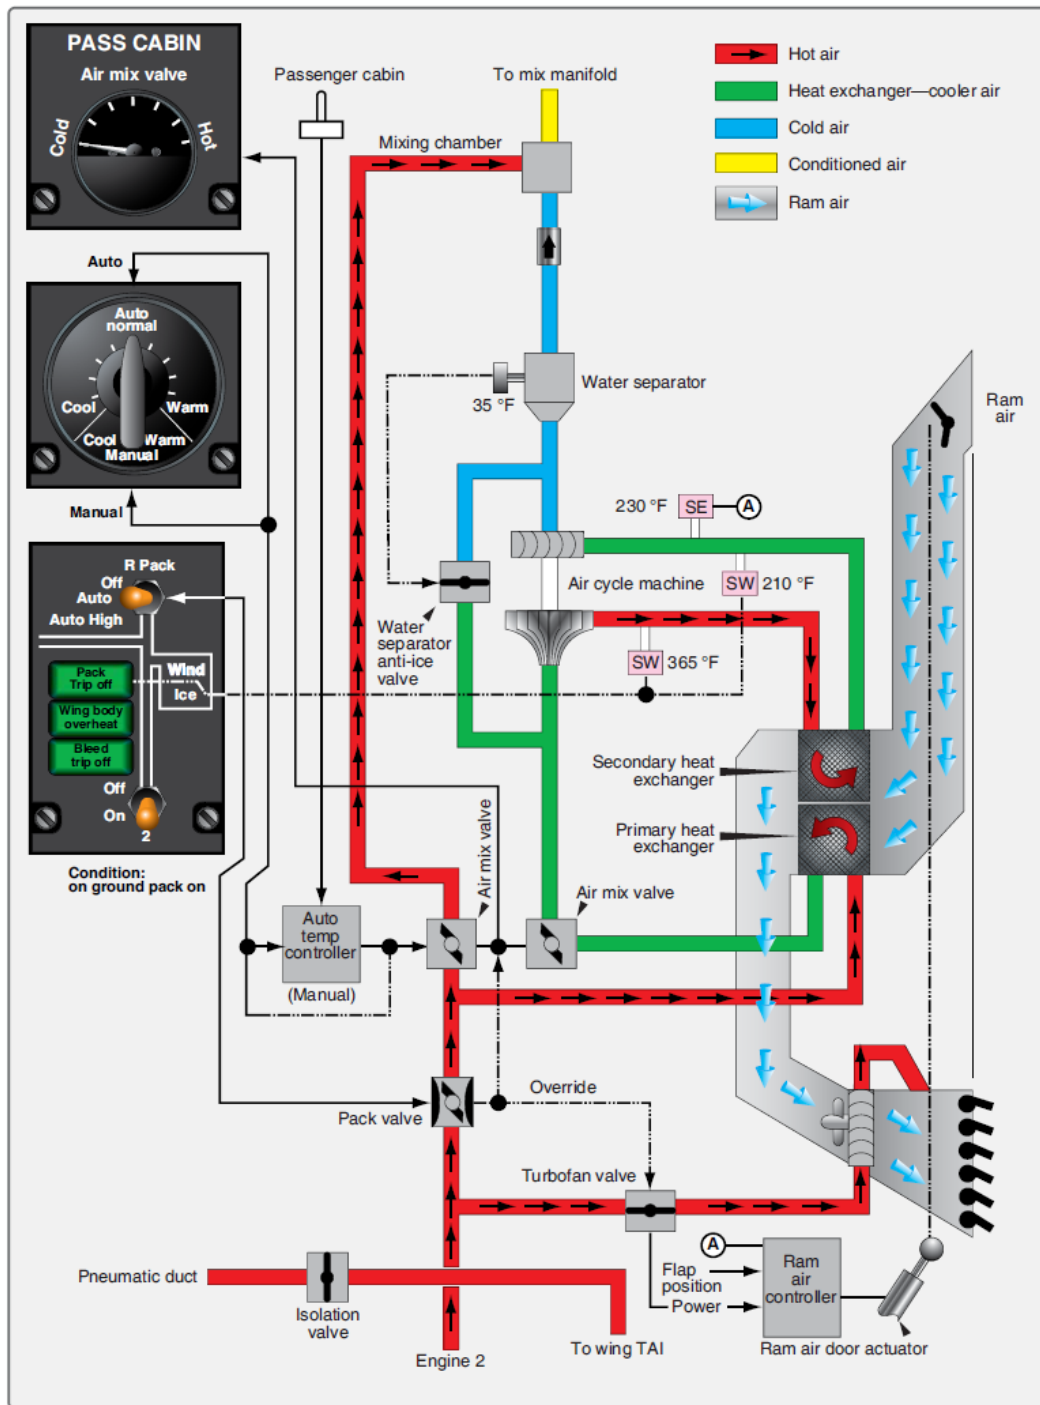 PASS CABIN
Air mix valve
Cold
Hot
Auto
Auto
normal
Cool
Warm
Cool
Warm
Manual
Manual
R Pack
Off
Auto
Auto High
Pack
Trip off
Wind
Ice
Wing body
overheat
Bleed
trip off
Off
On
2
Condition:
on ground pack on
Passenger cabin
To mix manifold
Mixing chamber
Hot air
Heat exchanger—cooler air
Cold air
Conditioned air
Ram air
Water separator
35 °F
Ram
air
230 °F
SE
A
Air cycle machine
SW
210 °F
Water
separator
anti-ice
valve
SW
365 °F
Secondary heat
exchanger
Primary heat
exchanger
Air mix valve
Air mix valve
Auto
temp
controller
(Manual)
Pack valve
Override
Turbofan valve
Pneumatic duct
Isolation
valve
Engine 2
To wing TAI
A
Flap
position
Power
Ram
air
controller
Ram air door actuator